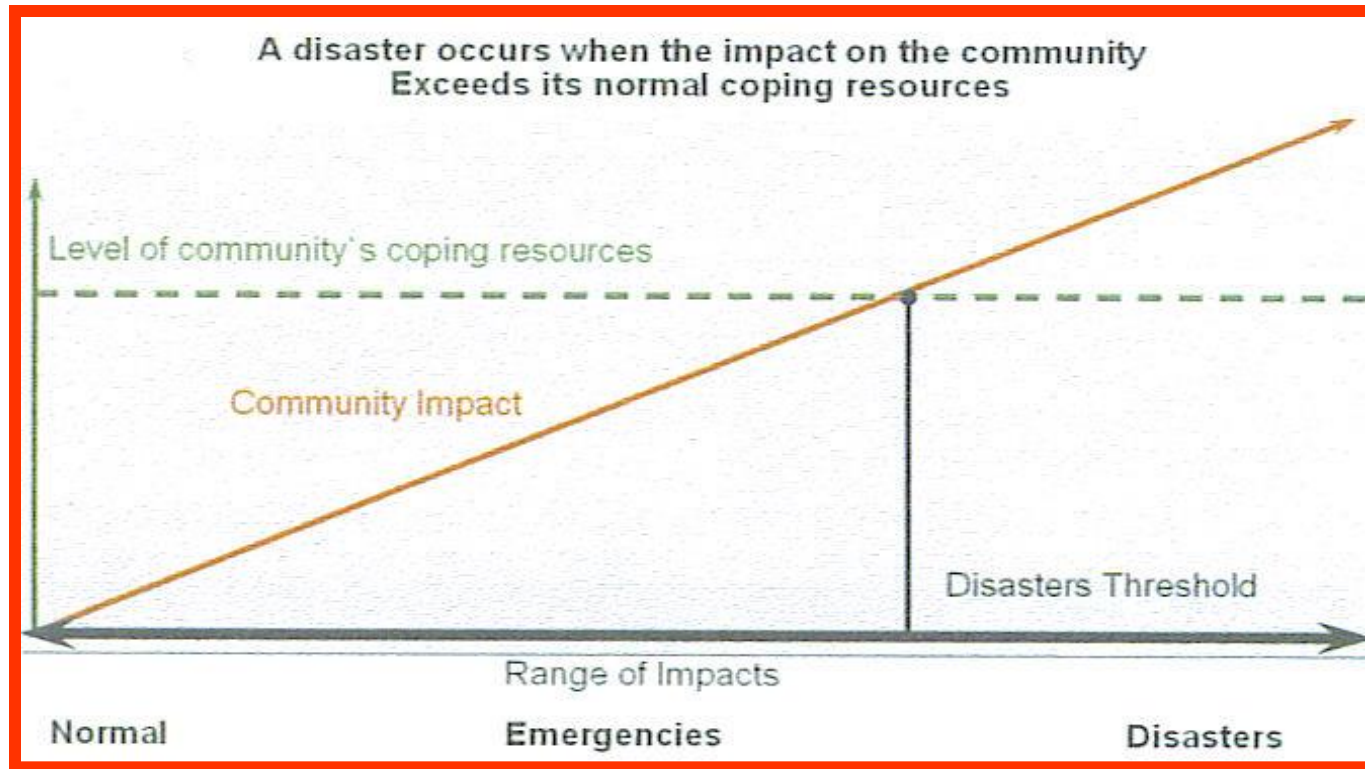 A disaster occurs when the impact on the community
Exceeds its normal coping resources
Level of community`s coping resources
Community Impact
Disasters Threshold
Range of Impacts
Normal Emergencies Disasters